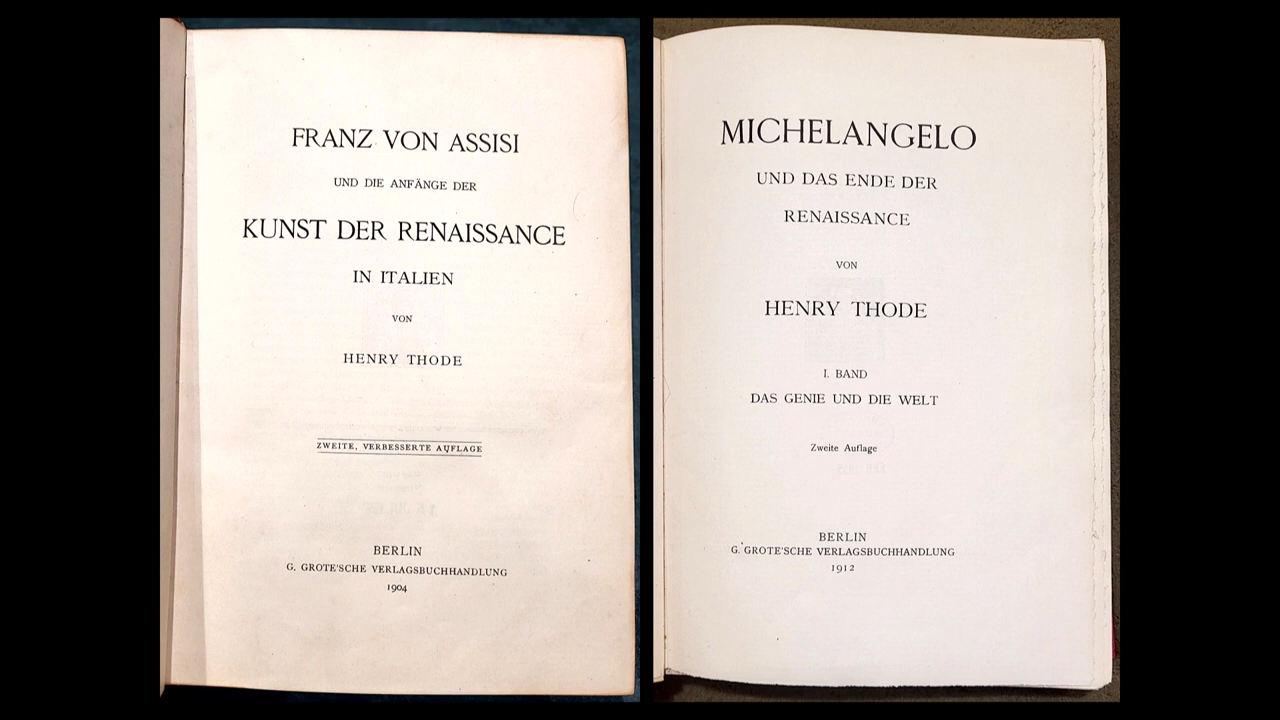 FRANZ VON ASSISI
UND DIE ANFÄNGE DER
KUNST DER RENAISSANCE
IN ITALIEN
VON
HENRY THODE
ZWEITE, VERBESSERTE AUFLAGE
BERLIN
G. GROTE'SCHE VERLAGSBUCHHANDLUNG
1904
MICHELANGELO
UND DAS ENDE DER
RENAISSANCE
VON
HENRY THODE
I. BAND
DAS GENIE UND DIE WELT
Zweite Auflage
BERLIN
G. GROTE'SCHE VERLAGSBUCHHANDLUNG
1912